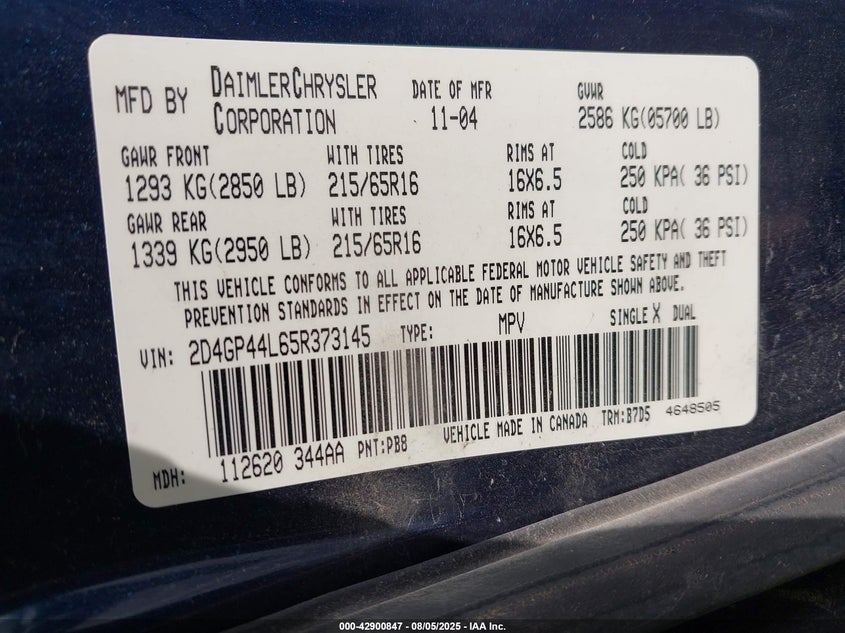 MFD BY DAIMLERCHRYSLER CORPORATION DATE OF MFR 11-04 GVWR 2586 KG(05700 LB)
GAWR FRONT WITH TIRES RIMS AT COLD
1293 KG(2850 LB) 215/65R16 16X6.5 250 KPA( 36 PSI)
GAWR REAR WITH TIRES RIMS AT COLD
1339 KG(2950 LB) 215/65R16 16X6.5 250 KPA( 36 PSI)
THIS VEHICLE CONFORMS TO ALL APPLICABLE FEDERAL MOTOR VEHICLE SAFETY AND THEFT
PREVENTION STANDARDS IN EFFECT ON THE DATE OF MANUFACTURE SHOWN ABOVE.
VIN: 2D4GP44L65R373145 TYPE: MPV SINGLE X DUAL
MDH: 112620 344AA PNT:PB8 VEHICLE MADE IN CANADA TRM:B7D5 4648505
000-42900847 - 08/05/2025 - IAA Inc.